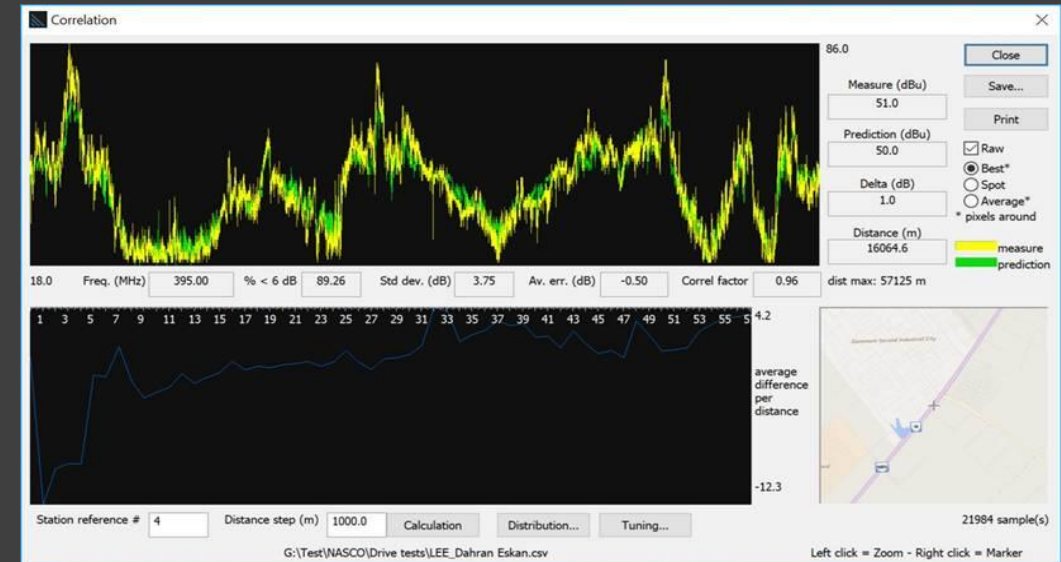 Correlation
86.0
Close
Measure (dBu)
51.0
Save...
Print
Prediction (dBu)
50.0
Raw
Best*
Spot
Average*
* pixels around
Delta (dB)
1.0
Distance (m)
16064.6
measure
prediction
18.0 Freq. (MHz) 395.00 % < 6 dB 89.26 Std dev. (dB) 3.75 Av. err. (dB) -0.50 Correl factor 0.96 dist max: 57125 m
1 3 5 7 9 11 13 15 17 19 21 23 25 27 29 31 33 35 37 39 41 43 45 47 49 51 53 55 5 4.2
average
difference
per
distance
-12.3
Station reference # 4 Distance step (m) 1000.0 Calculation Distribution... Tuning... 21984 sample(s)
G:\Test\NASCO\Drive tests\LEE_Dahran Eskan.csv Left click = Zoom - Right click = Marker